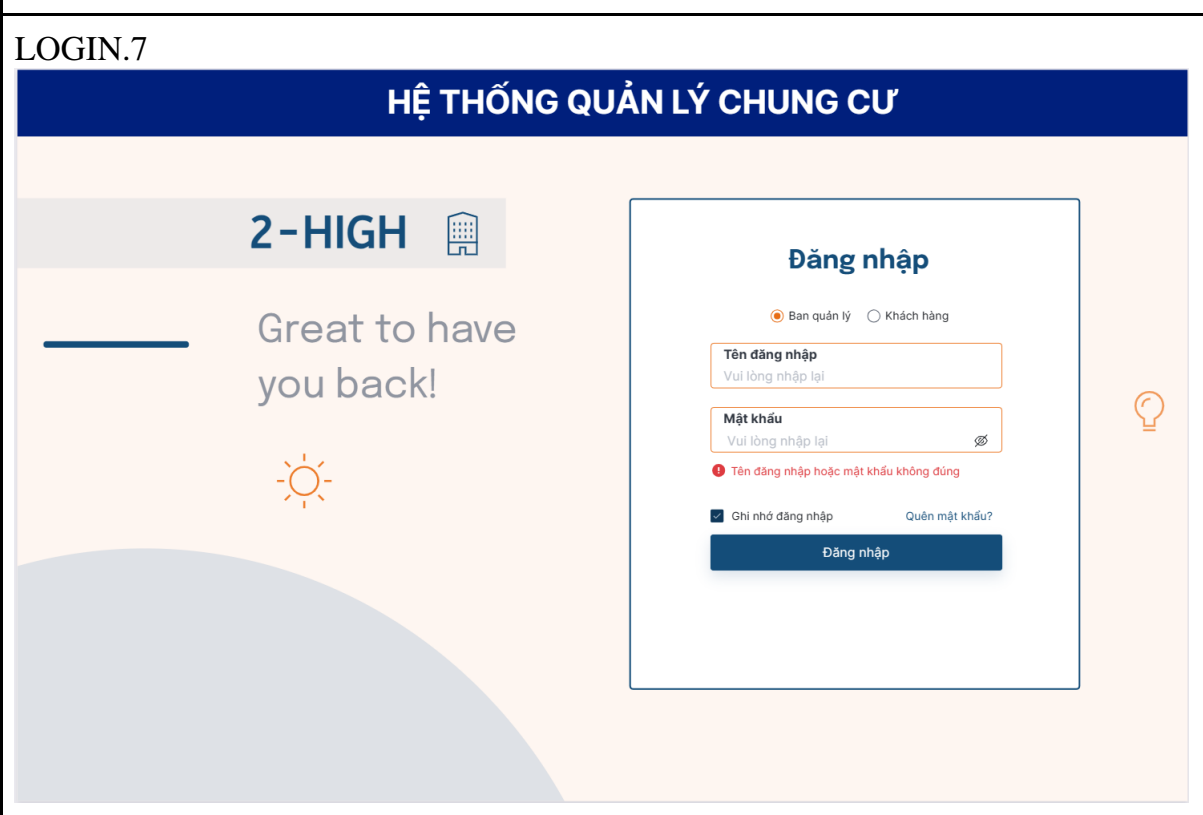 LOGIN.7
HỆ THỐNG QUẢN LÝ CHUNG CƯ
2-HIGH
Great to have
you back!
Đăng nhập
Ban quản lý Khách hàng
Tên đăng nhập
Vui lòng nhập lại
Mật khẩu
Vui lòng nhập lại
Tên đăng nhập hoặc mật khẩu không đúng
Ghi nhớ đăng nhập Quên mật khẩu?
Đăng nhập